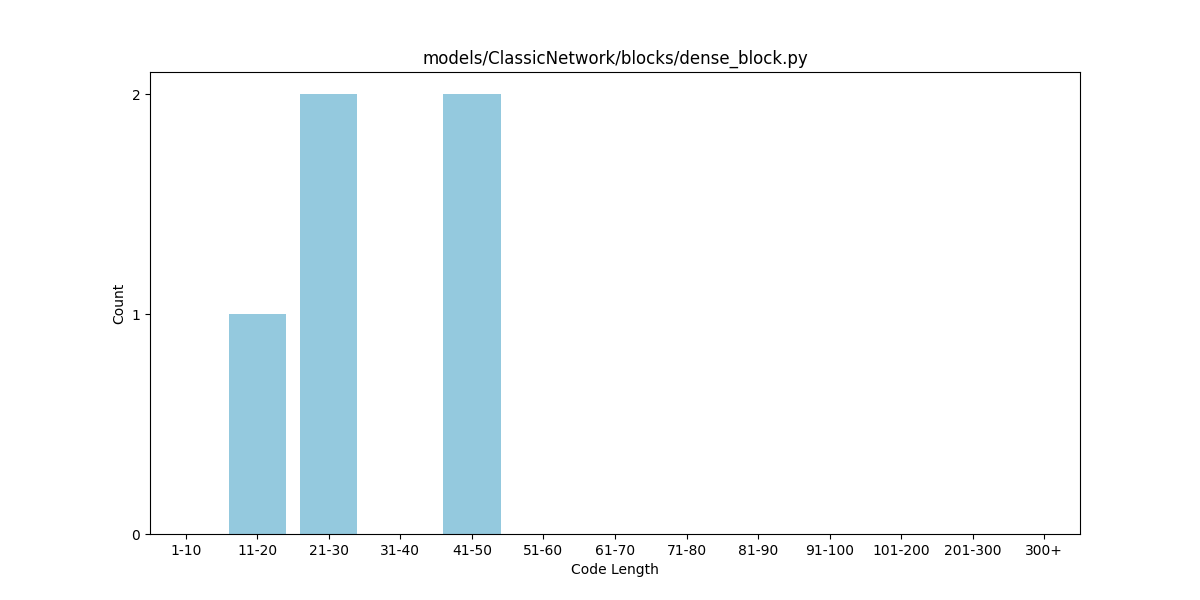 models/ClassicNetwork/blocks/dense_block.py
2
1
0
Count
1-10 11-20 21-30 31-40 41-50 51-60 61-70 71-80 81-90 91-100 101-200 201-300 300+
Code Length